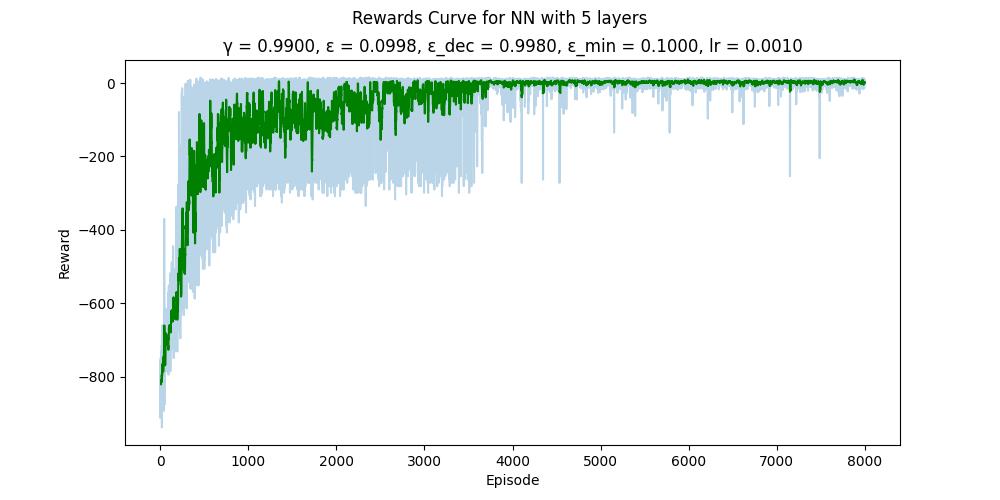 Rewards Curve for NN with 5 layers
γ = 0.9900, ε = 0.0998, ε_dec = 0.9980, ε_min = 0.1000, lr = 0.0010
0
−200
−400
−600
−800
Reward
0 1000 2000 3000 4000 5000 6000 7000 8000
Episode